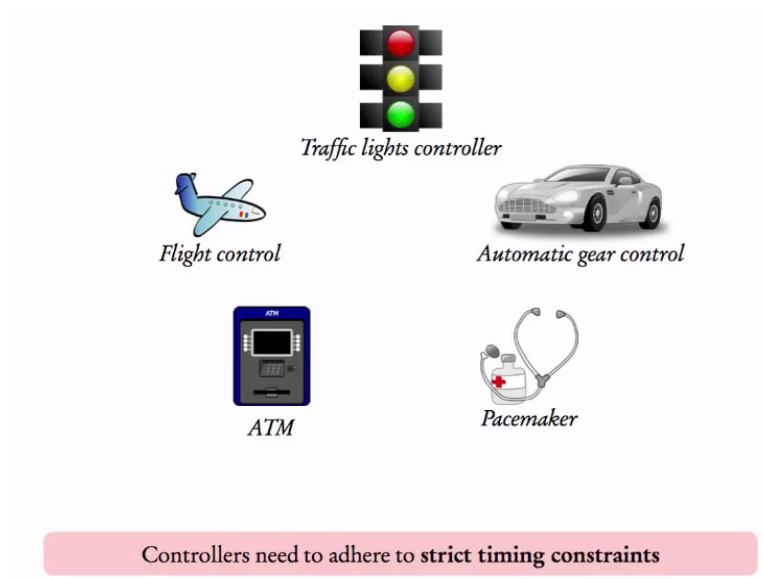 Traffic lights controller
Flight control
Automatic gear control
ATM
ATM
Pacemaker
Controllers need to adhere to strict timing constraints